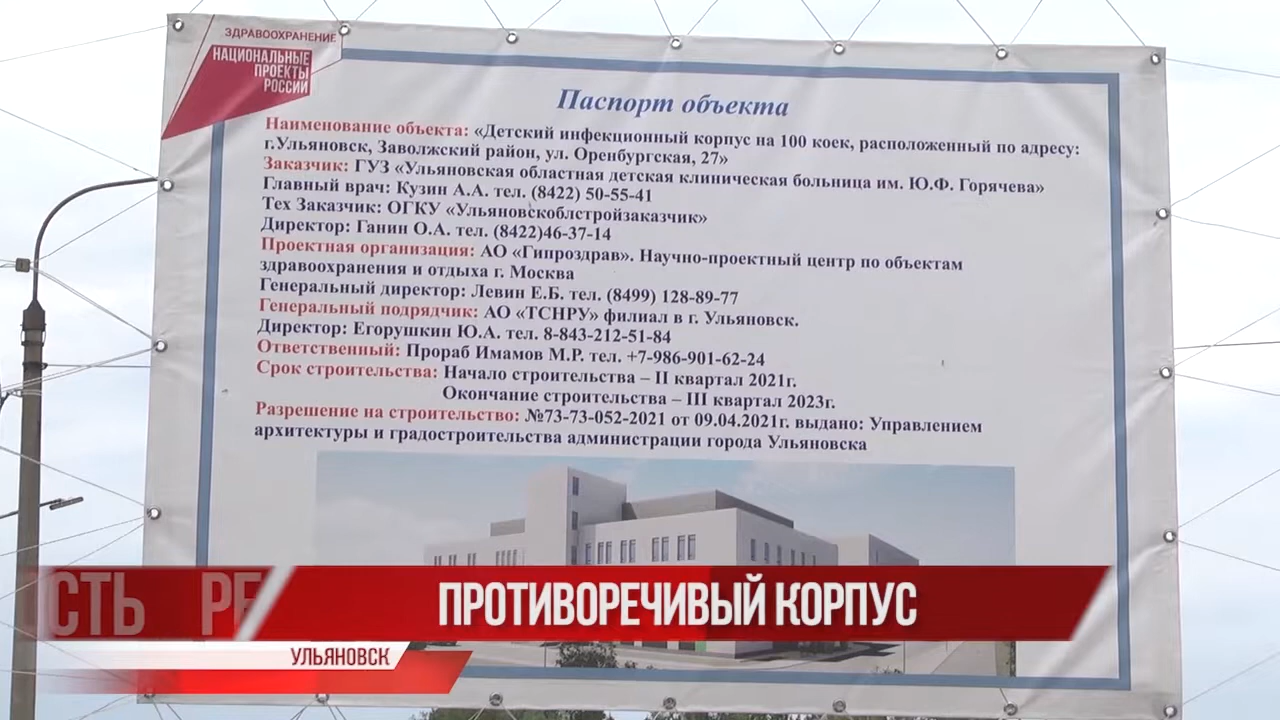 ЗДРАВООХРАНЕНИЕ
НАЦИОНАЛЬНЫЕ
ПРОЕКТЫ
РОССИИ
Паспорт объекта
Наименование объекта: «Детский инфекционный корпус на 100 коек, расположенный по адресу:
г.Ульяновск, Заволжский район, ул. Оренбургская, 27»
Заказчик: ГУЗ «Ульяновская областная детская клиническая больница им. Ю.Ф. Горячева»
Главный врач: Кузин А.А. тел. (8422) 50-55-41
Тех Заказчик: ОГКУ «Ульяновскоблстройзаказчик»
Директор: Ганин О.А. тел. (8422)46-37-14
Проектная организация: АО «Гипроздрав». Научно-проектный центр по объектам
здравоохранения и отдыха г. Москва
Генеральный директор: Левин Е.Б. тел. (8499) 128-89-77
Генеральный подрядчик: АО «ТСНРУ» филиал в г. Ульяновск.
Директор: Егорушкин Ю.А. тел. 8-843-212-51-84
Ответственный: Прораб Имамов М.Р. тел. +7-986-901-62-24
Срок строительства: Начало строительства – II квартал 2021г.
Окончание строительства – III квартал 2023г.
Разрешение на строительство: №73-73-052-2021 от 09.04.2021г. выдано: Управлением
архитектуры и градостроительства администрации города Ульяновска
СТЬ РЕ
ПРОТИВОРЕЧИВЫЙ КОРПУС
УЛЬЯНОВСК